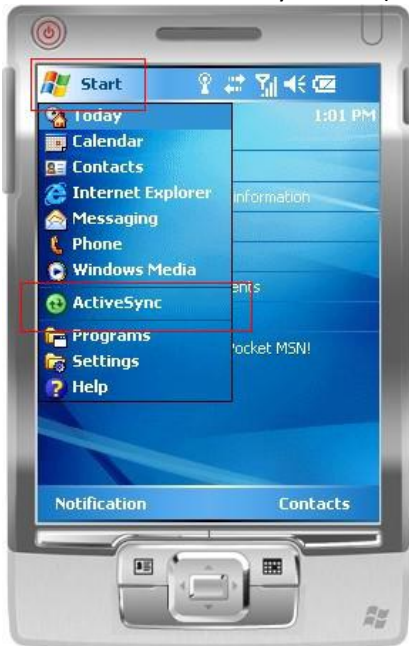 Start
Today
1:01 PM
Calendar
Contacts
Internet Explorer
information
Messaging
Phone
Windows Media
ents
ActiveSync
Programs
Pocket MSN!
Settings
Help
Notification
Contacts